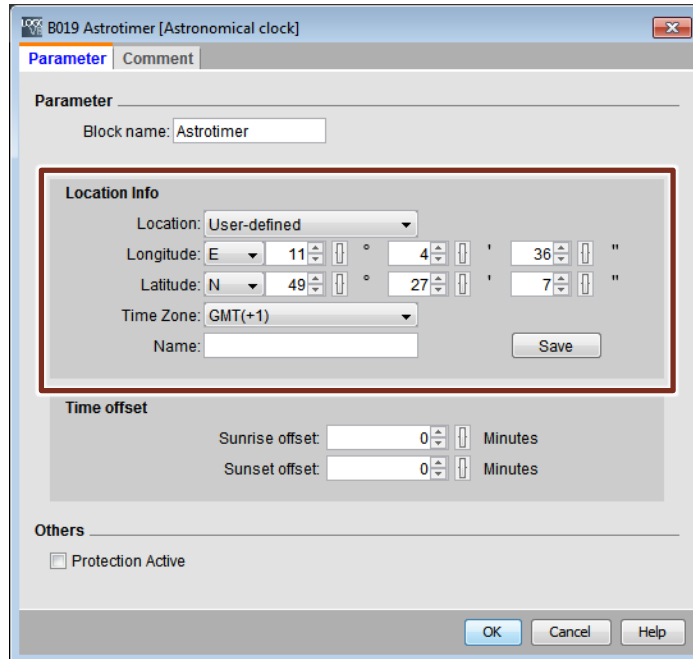 B019 Astrotimer [Astronomical clock]
Parameter Comment
Parameter
Block name: Astrotimer
Location Info
Location: User-defined
Longitude: E 11 ° 4 ' 36 "
Latitude: N 49 ° 27 ' 7 "
Time Zone: GMT(+1)
Name: Save
Time offset
Sunrise offset: 0 Minutes
Sunset offset: 0 Minutes
Others
Protection Active
OK Cancel Help